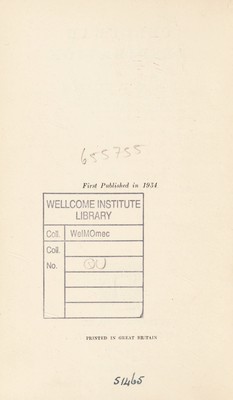 655755
First Published in 1954
WELLCOME INSTITUTE
LIBRARY
Coll. WelMOmec
Coll.
No. QU
PRINTED IN GREAT BRITAIN
51465